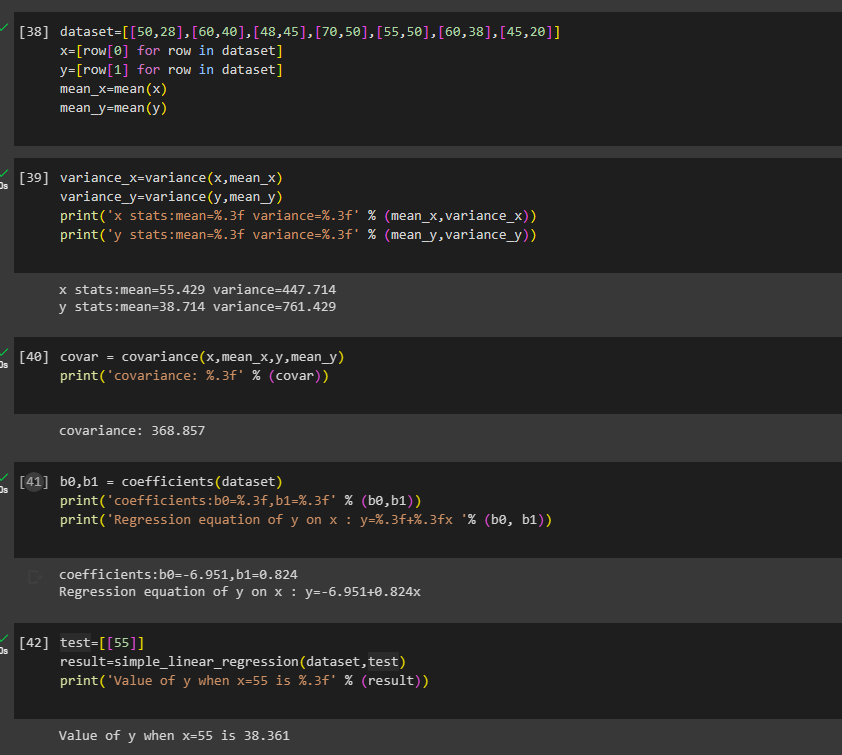 [38] dataset=[[50,28],[60,40],[48,45],[70,50],[55,50],[60,38],[45,20]]
x=[row[0] for row in dataset]
y=[row[1] for row in dataset]
mean_x=mean(x)
mean_y=mean(y)
0s
[39] variance_x=variance(x,mean_x)
variance_y=variance(y,mean_y)
print('x stats:mean=%.3f variance=%.3f' % (mean_x,variance_x))
print('y stats:mean=%.3f variance=%.3f' % (mean_y,variance_y))
x stats:mean=55.429 variance=447.714
y stats:mean=38.714 variance=761.429
0s
[40] covar = covariance(x,mean_x,y,mean_y)
print('covariance: %.3f' % (covar))
covariance: 368.857
0s
[41] b0,b1 = coefficients(dataset)
print('coefficients:b0=%.3f,b1=%.3f' % (b0,b1))
print('Regression equation of y on x : y=%.3f+%.3fx '% (b0, b1))
coefficients:b0=-6.951,b1=0.824
Regression equation of y on x : y=-6.951+0.824x
0s
[42] test=[[55]]
result=simple_linear_regression(dataset,test)
print('Value of y when x=55 is %.3f' % (result))
Value of y when x=55 is 38.361